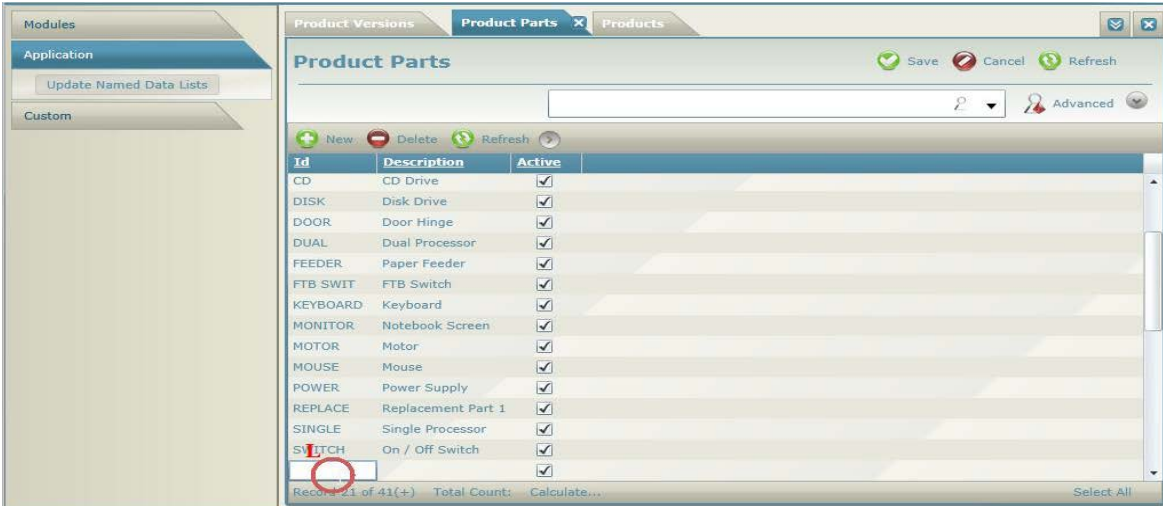 Modules
Application
Update Named Data Lists
Custom
Product Versions Product Parts Products
Product Parts Save Cancel Refresh
Advanced
New Delete Refresh
Id Description Active
CD CD Drive
DISK Disk Drive
DOOR Door Hinge
DUAL Dual Processor
FEEDER Paper Feeder
FTB SWIT FTB Switch
KEYBOARD Keyboard
MONITOR Notebook Screen
MOTOR Motor
MOUSE Mouse
POWER Power Supply
REPLACE Replacement Part 1
SINGLE Single Processor
SWITCH On / Off Switch
L
Record 21 of 41(+) Total Count: Calculate... Select All